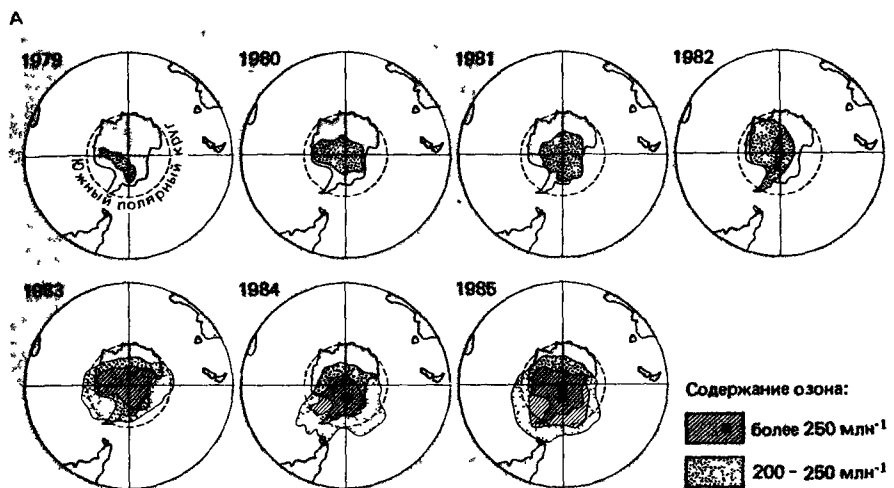 А
1979
1980
1981
1982
Южный полярный круг
1983
1984
1985
Содержание озона:
более 250 млн⁻¹
200 – 250 млн⁻¹